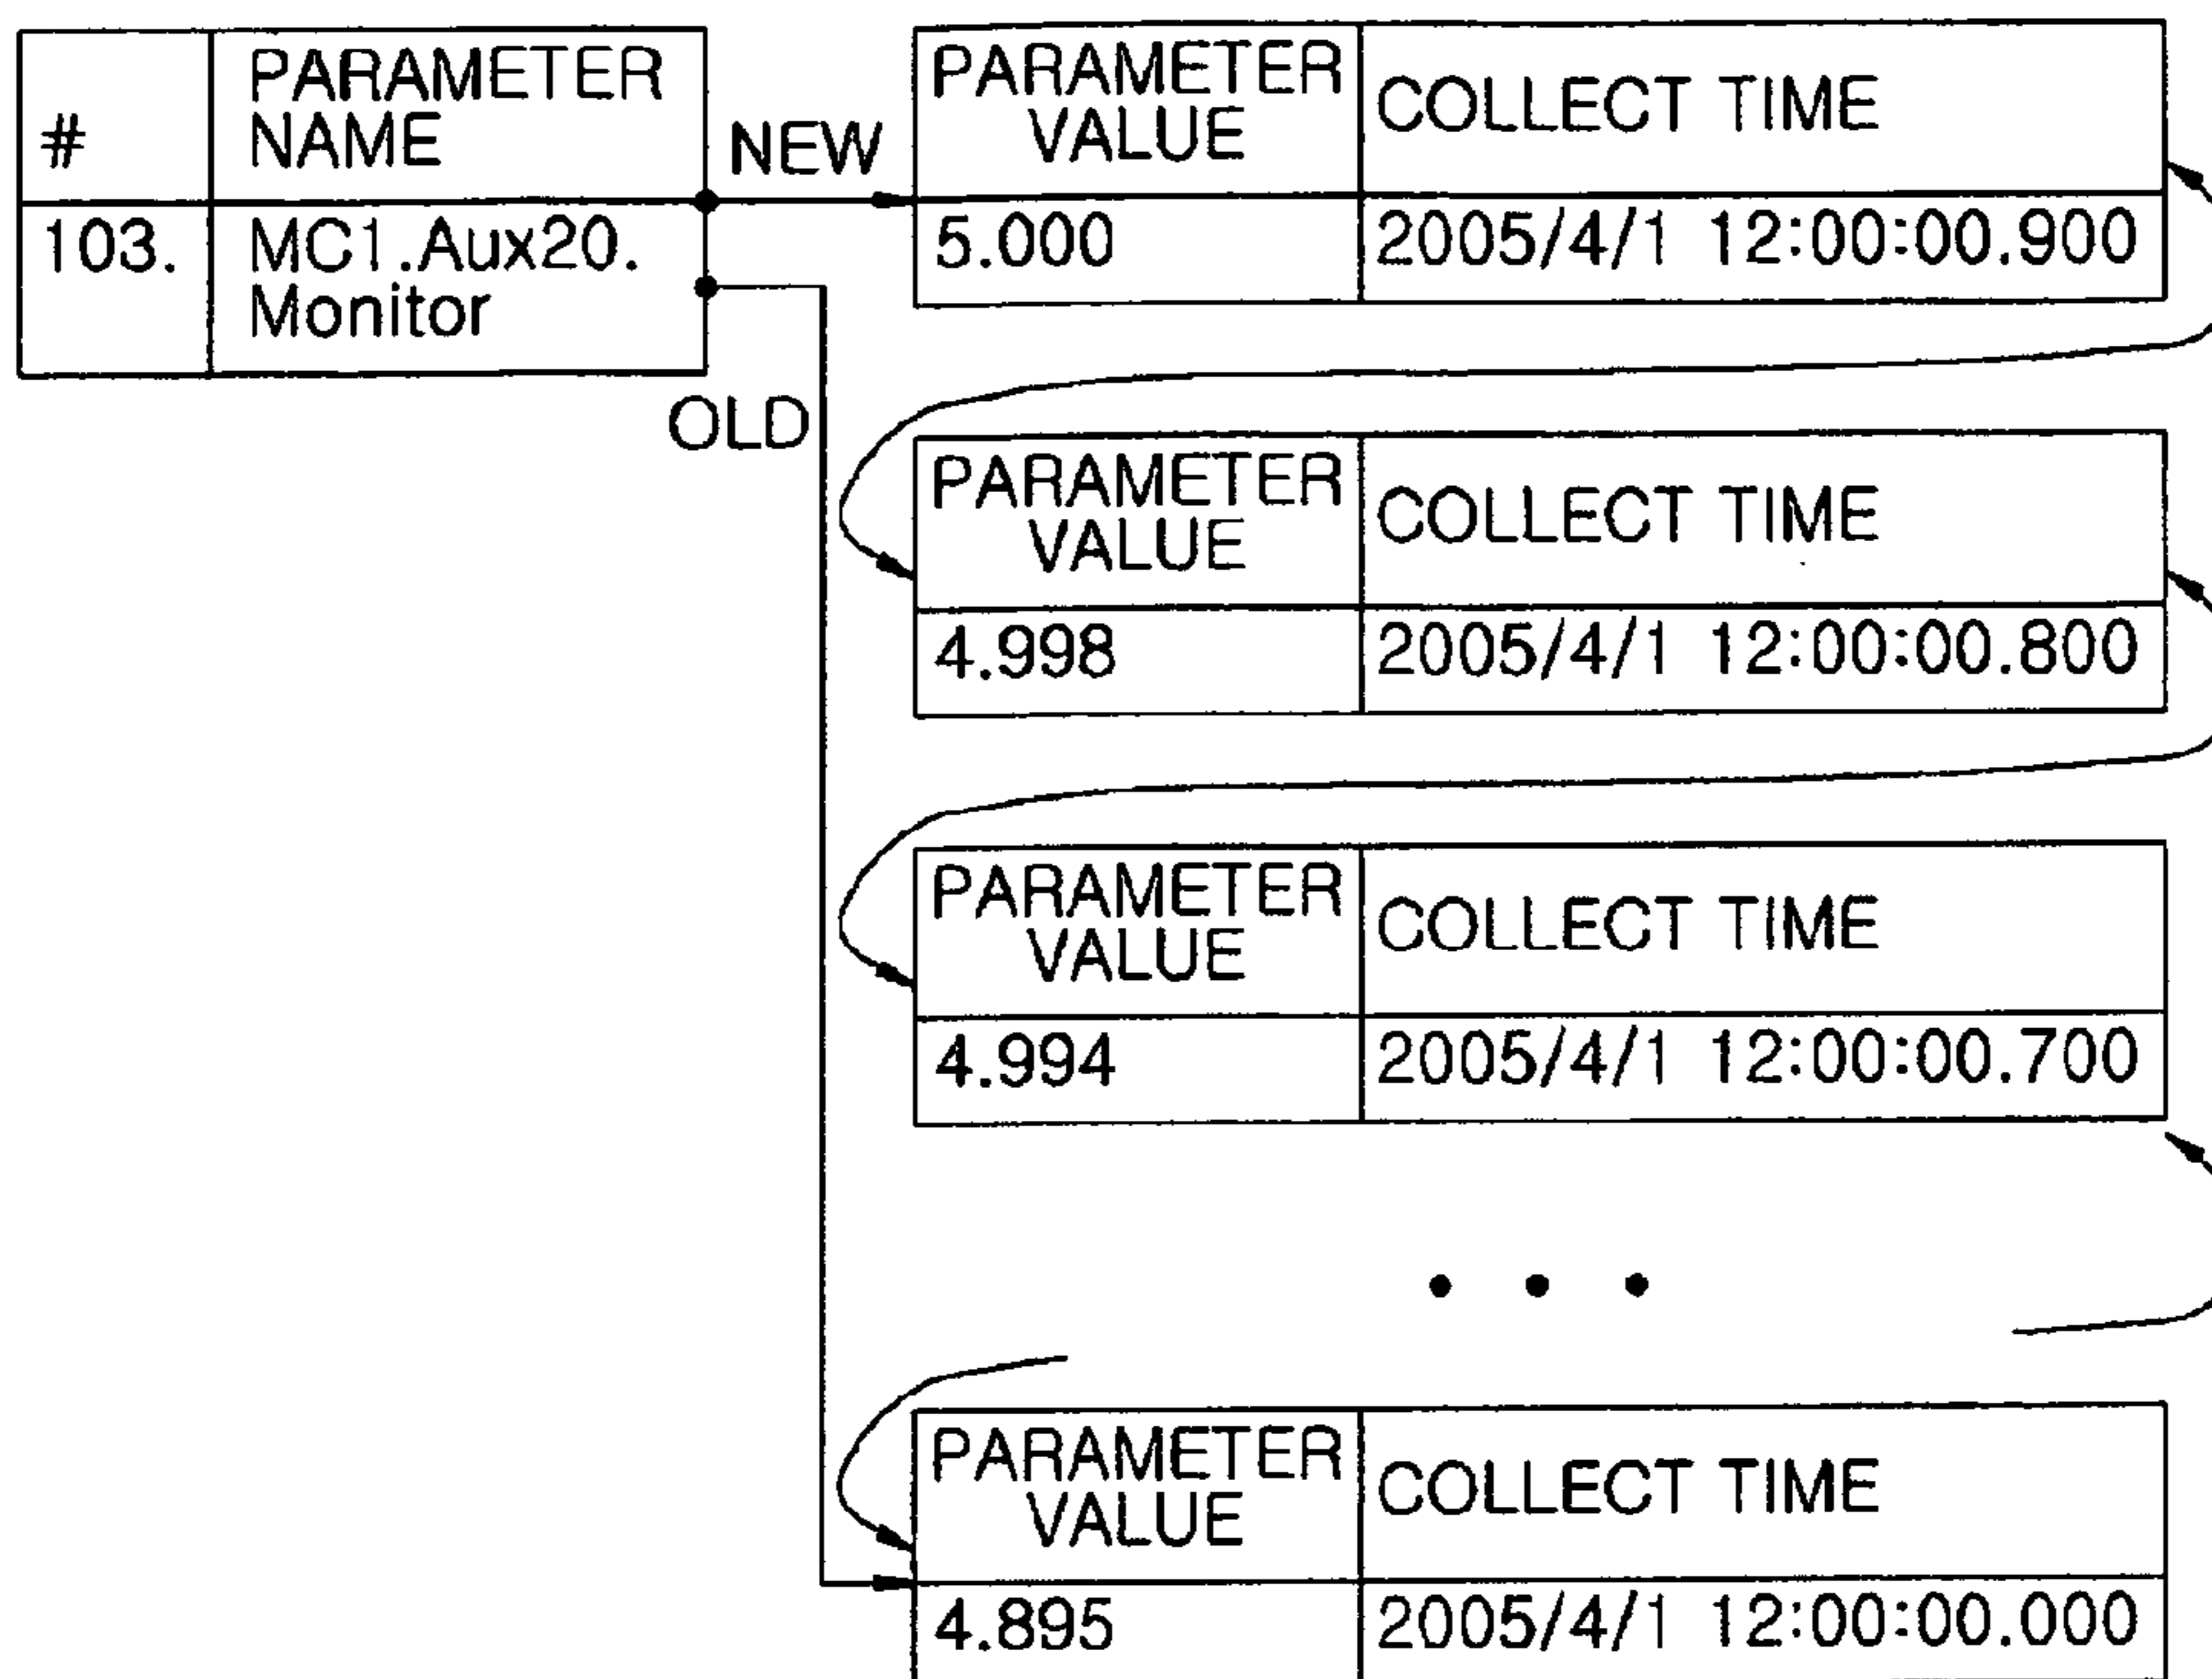 #
PARAMETER
NAME
103.
MC1.Aux20.
Monitor
NEW
OLD
PARAMETER
VALUE
COLLECT TIME
5.000
2005/4/1 12:00:00.900
PARAMETER
VALUE
COLLECT TIME
4.998
2005/4/1 12:00:00.800
PARAMETER
VALUE
COLLECT TIME
4.994
2005/4/1 12:00:00.700
• • •
PARAMETER
VALUE
COLLECT TIME
4.895
2005/4/1 12:00:00.000